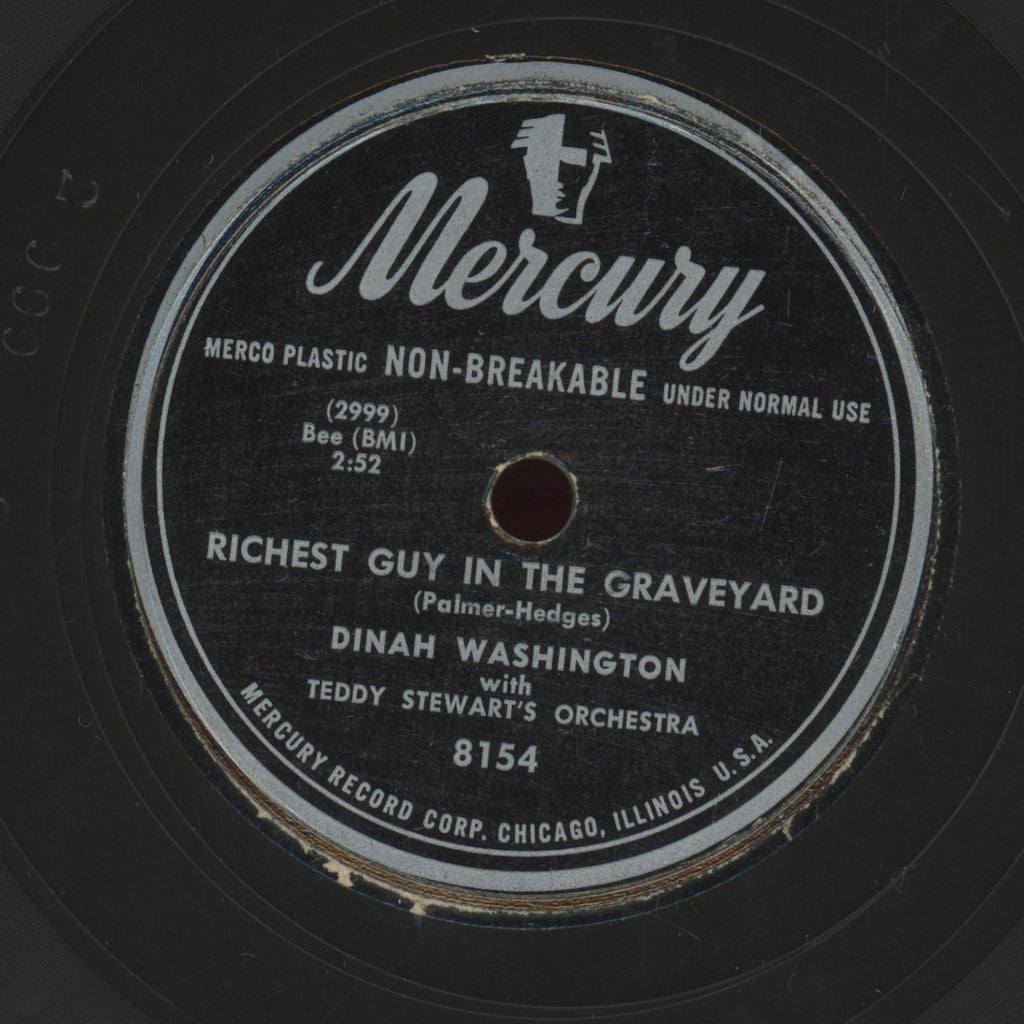 Mercury
MERCO PLASTIC NON-BREAKABLE UNDER NORMAL USE
(2999)
Bee (BMI)
2:52
RICHEST GUY IN THE GRAVEYARD
(Palmer-Hedges)
DINAH WASHINGTON
with
TEDDY STEWART'S ORCHESTRA
8154
MERCURY RECORD CORP. CHICAGO, ILLINOIS U.S.A.